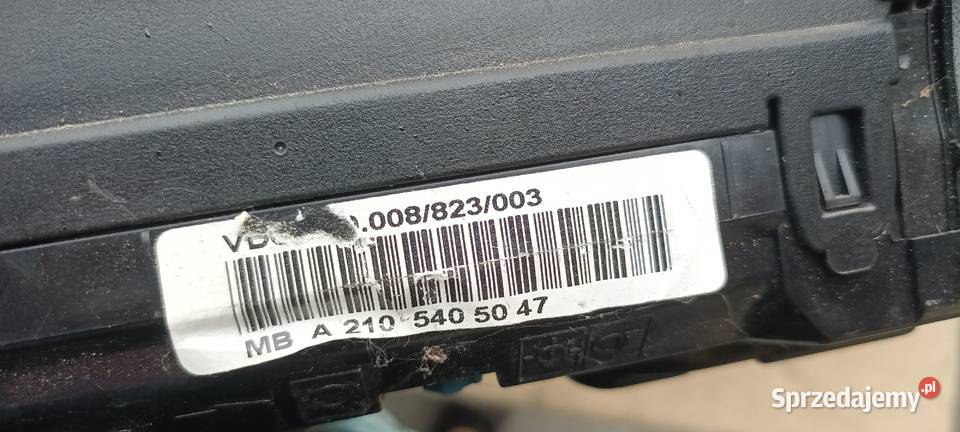 .008/823/003
MB A 210 540 50 47
Sprzedajemy.pl